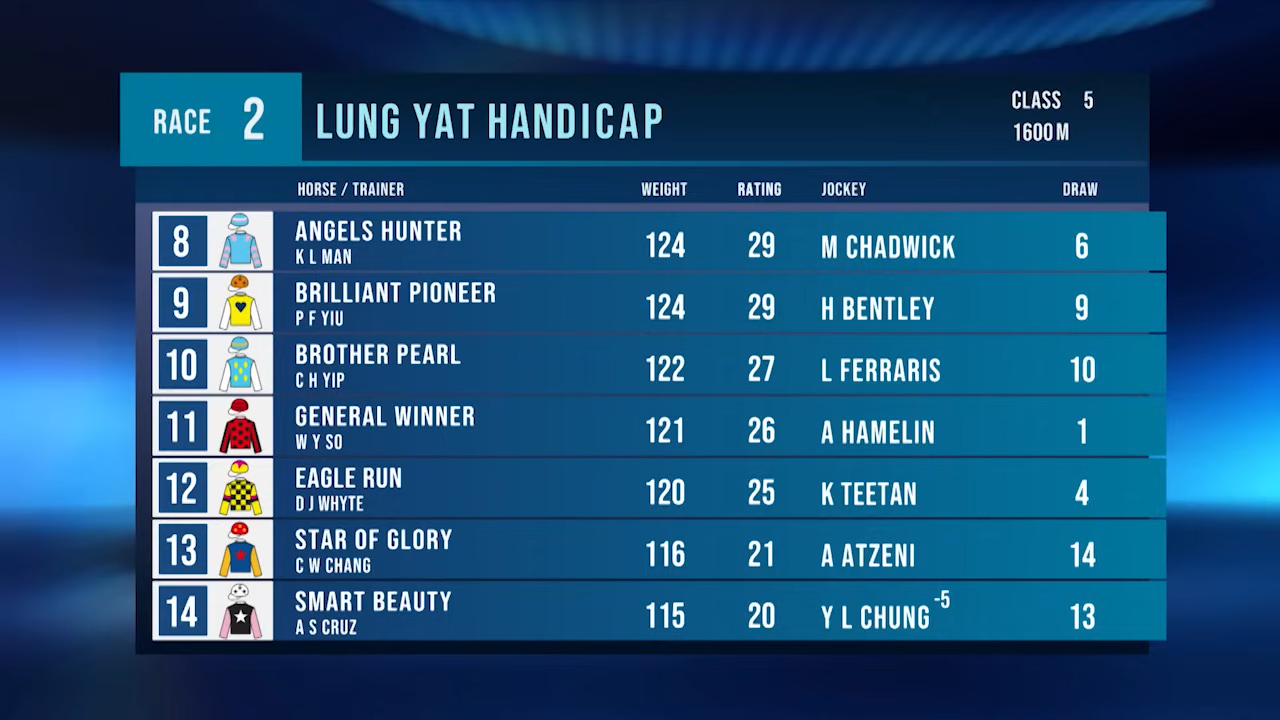 RACE 2 LUNG YAT HANDICAP CLASS 5
1600M
HORSE / TRAINER WEIGHT RATING JOCKEY DRAW
8 ANGELS HUNTER 124 29 M CHADWICK 6
K L MAN
9 BRILLIANT PIONEER 124 29 H BENTLEY 9
P F YIU
10 BROTHER PEARL 122 27 L FERRARIS 10
C H YIP
11 GENERAL WINNER 121 26 A HAMELIN 1
W Y SO
12 EAGLE RUN 120 25 K TEETAN 4
D J WHYTE
13 STAR OF GLORY 116 21 A ATZENI 14
C W CHANG
14 SMART BEAUTY 115 20 Y L CHUNG -5 13
A S CRUZ